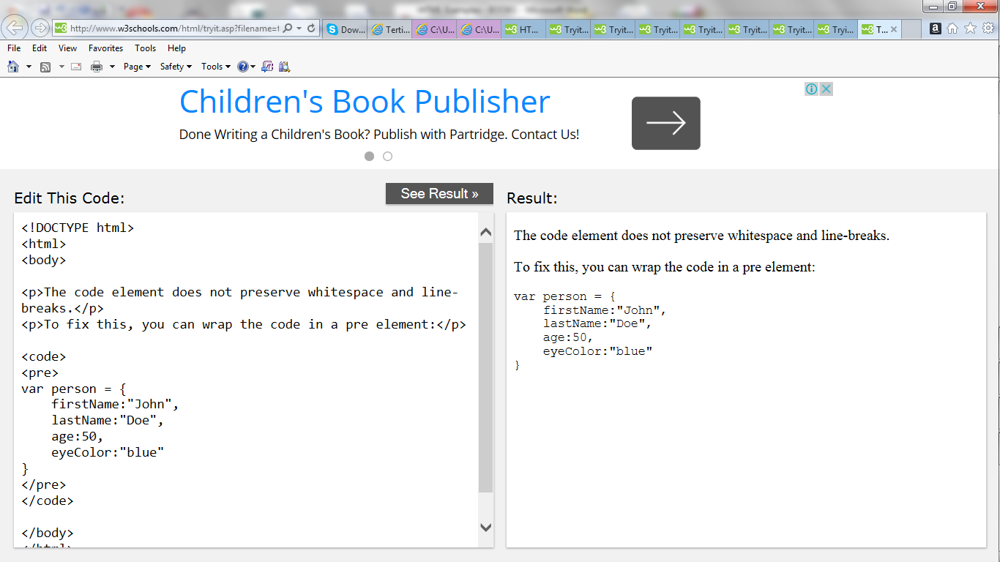 http://www.w3schools.com/html/tryit.asp?filename=t
Dow...
Terti...
C:\U...
C:\U...
HT...
Tryit...
Tryit...
Tryit...
Tryit...
Tryit...
Tryit...
Tryi...
T...
File Edit View Favorites Tools Help
Page Safety Tools
Children's Book Publisher
Done Writing a Children's Book? Publish with Partridge. Contact Us!
Edit This Code:
See Result »
<!DOCTYPE html>
<html>
<body>
<p>The code element does not preserve whitespace and line-
breaks.</p>
<p>To fix this, you can wrap the code in a pre element:</p>
<code>
<pre>
var person = {
    firstName:"John",
    lastName:"Doe",
    age:50,
    eyeColor:"blue"
}
</pre>
</code>
</body>
</html>
Result:
The code element does not preserve whitespace and line-breaks.
To fix this, you can wrap the code in a pre element:
var person = {
    firstName:"John",
    lastName:"Doe",
    age:50,
    eyeColor:"blue"
}